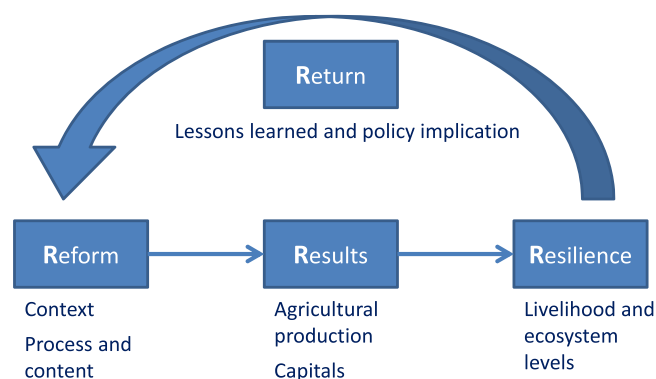 Return
Lessons learned and policy implication
Reform
Results
Resilience
Context
Process and
content
Agricultural
production
Capitals
Livelihood and
ecosystem
levels